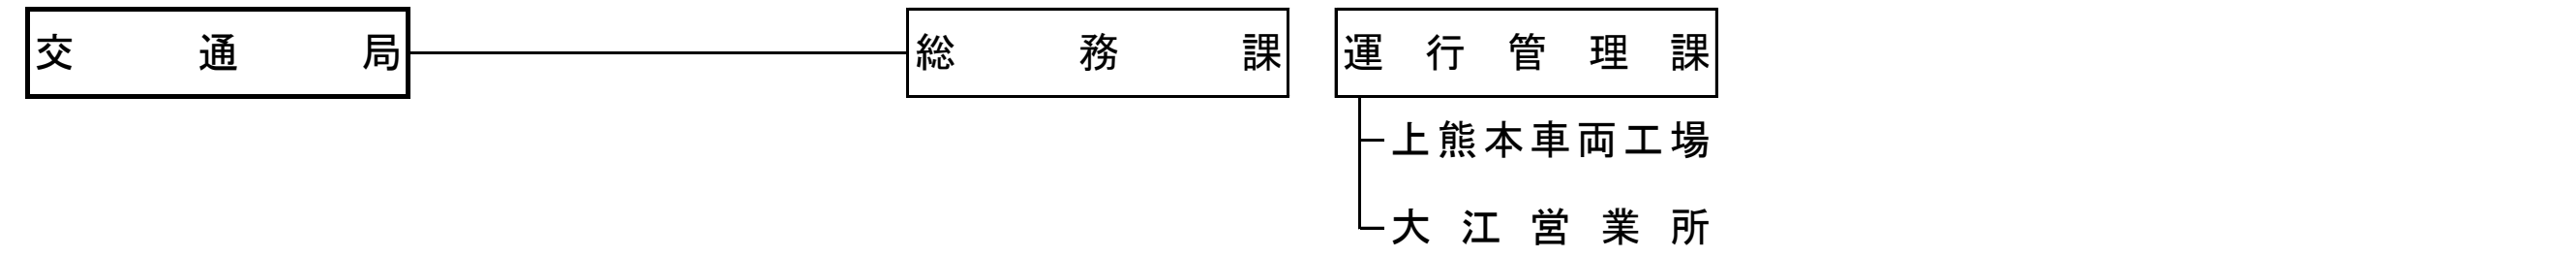 交通局 総務課 運行管理課
上熊本車両工場
大江営業所